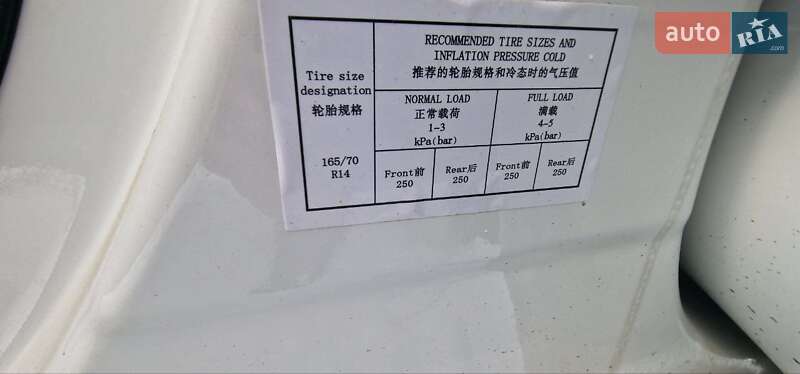 auto RIA .com
RECOMMENDED TIRE SIZES AND
INFLATION PRESSURE COLD
推荐的轮胎规格和冷态时的气压值
Tire size
designation
轮胎规格
NORMAL LOAD
正常载荷
1-3
kPa(bar)
FULL LOAD
满载
4-5
kPa(bar)
165/70
R14
Front前
250
Rear后
250
Front前
250
Rear后
250